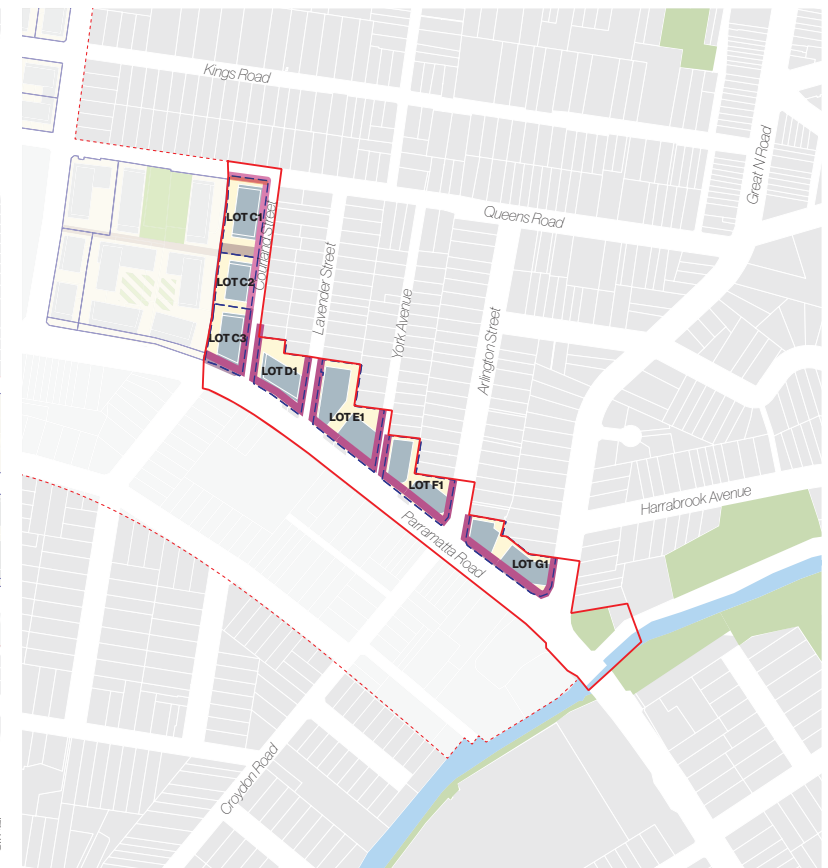 Kings Road
Great N Road
LOT C1
Queens Road
Courland Street
Lavender Street
LOT C2
York Avenue
Arlington Street
LOT C3
LOT D1
LOT E1
LOT F1
Harrabrook Avenue
Parramatta Road
LOT G1
Croydon Road